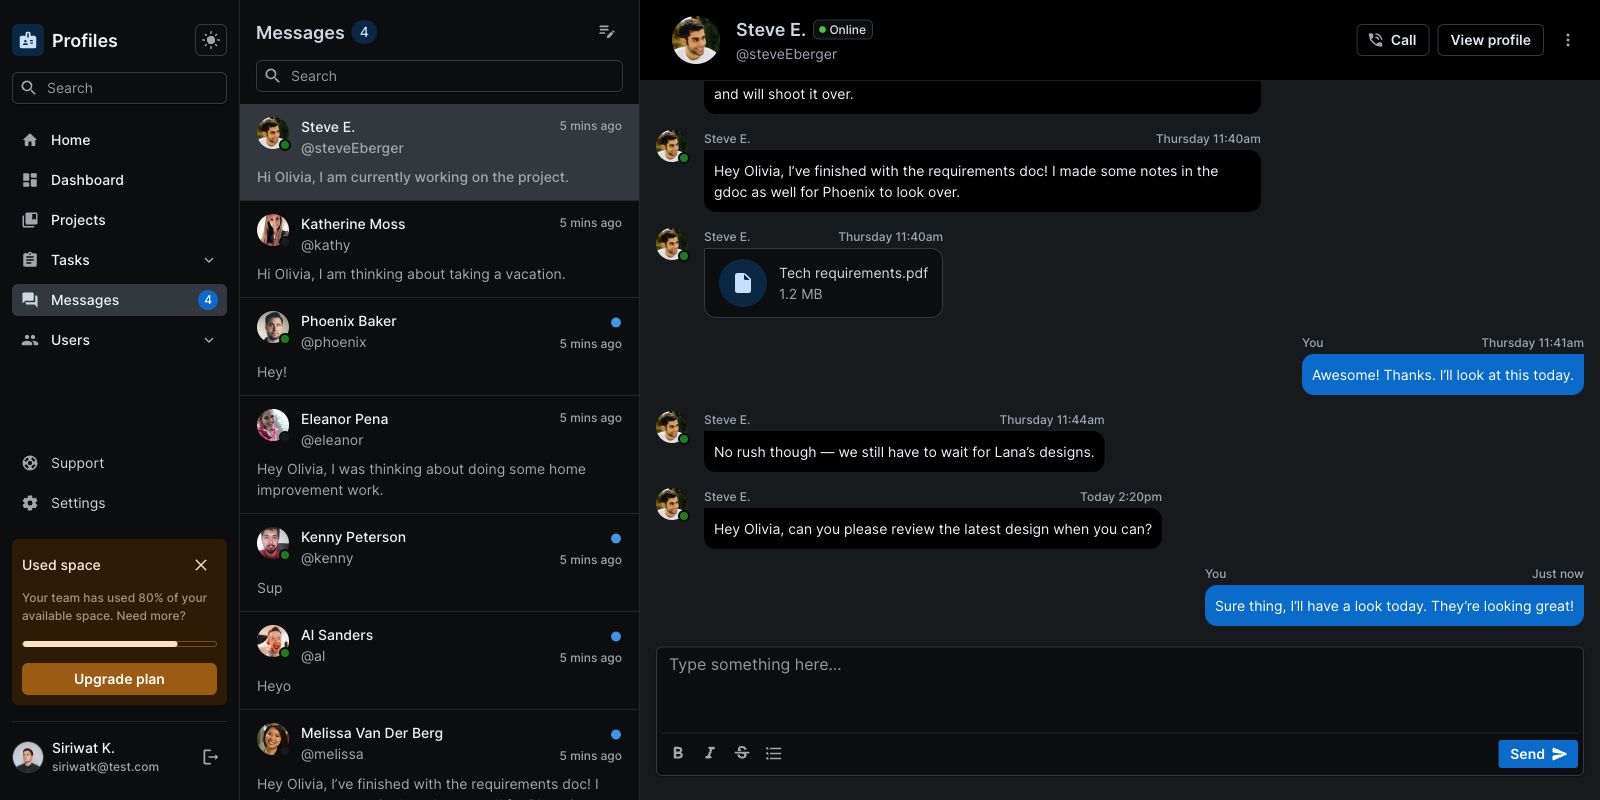 Profiles
Search
Home
Dashboard
Projects
Tasks
Messages 4
Users
Support
Settings
Used space
Your team has used 80% of your
available space. Need more?
Upgrade plan
Siriwat K.
siriwatk@test.com
Messages 4
Search
Steve E. 5 mins ago
@steveEberger
Hi Olivia, I am currently working on the project.
Katherine Moss 5 mins ago
@kathy
Hi Olivia, I am thinking about taking a vacation.
Phoenix Baker
@phoenix 5 mins ago
Hey!
Eleanor Pena 5 mins ago
@eleanor
Hey Olivia, I was thinking about doing some home
improvement work.
Kenny Peterson
@kenny 5 mins ago
Sup
Al Sanders
@al 5 mins ago
Heyo
Melissa Van Der Berg
@melissa 5 mins ago
Hey Olivia, I’ve finished with the requirements doc! I
Steve E. Online
@steveEberger
Call View profile
and will shoot it over.
Steve E. Thursday 11:40am
Hey Olivia, I’ve finished with the requirements doc! I made some notes in the
gdoc as well for Phoenix to look over.
Steve E. Thursday 11:40am
Tech requirements.pdf
1.2 MB
You Thursday 11:41am
Awesome! Thanks. I’ll look at this today.
Steve E. Thursday 11:44am
No rush though — we still have to wait for Lana’s designs.
Steve E. Today 2:20pm
Hey Olivia, can you please review the latest design when you can?
You Just now
Sure thing, I’ll have a look today. They’re looking great!
Type something here…
B I S
Send